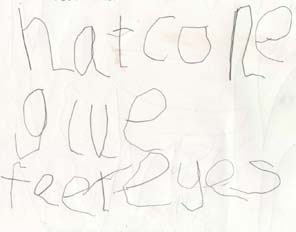 hat cone
glue
feet eyes